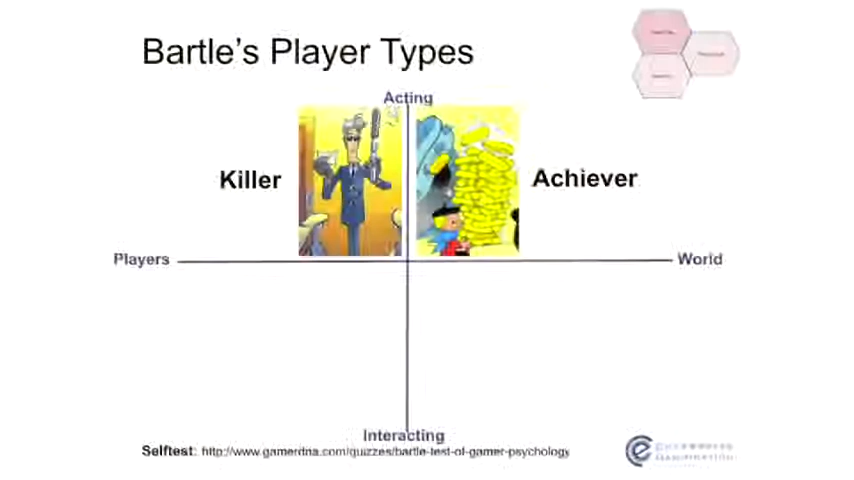 Bartle's Player Types
Acting
Killer
Achiever
Players
World
Interacting
Selftest: http://www.gamerdna.com/quizzes/bartle-test-of-gamer-psychology